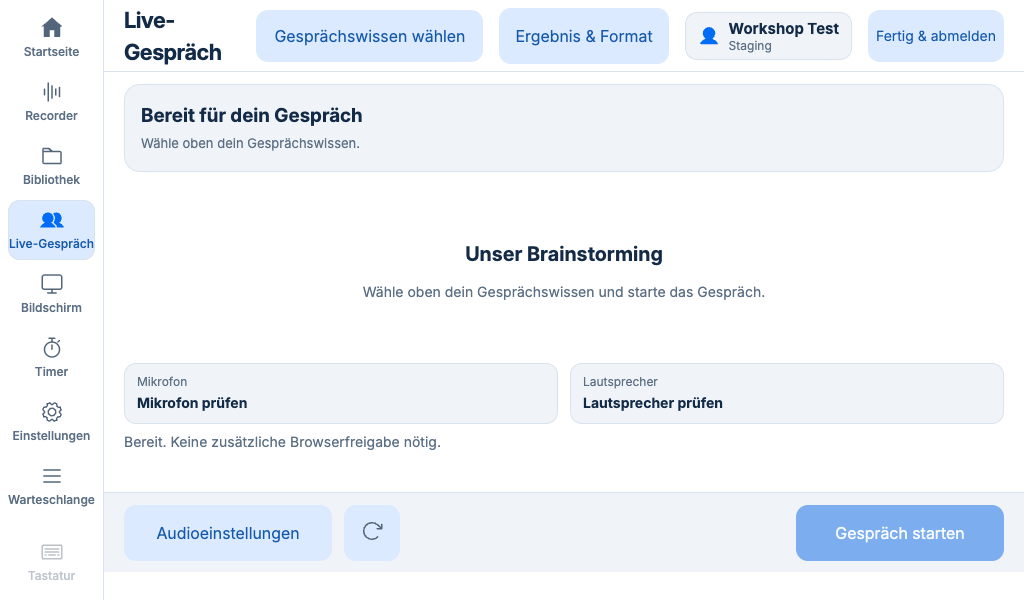 Startseite
Recorder
Bibliothek
Live-Gespräch
Bildschirm
Timer
Einstellungen
Warteschlange
Tastatur
Live-
Gespräch
Gesprächswissen wählen
Ergebnis & Format
Workshop Test
Staging
Fertig & abmelden
Bereit für dein Gespräch
Wähle oben dein Gesprächswissen.
Unser Brainstorming
Wähle oben dein Gesprächswissen und starte das Gespräch.
Mikrofon
Mikrofon prüfen
Lautsprecher
Lautsprecher prüfen
Bereit. Keine zusätzliche Browserfreigabe nötig.
Audioeinstellungen
Gespräch starten